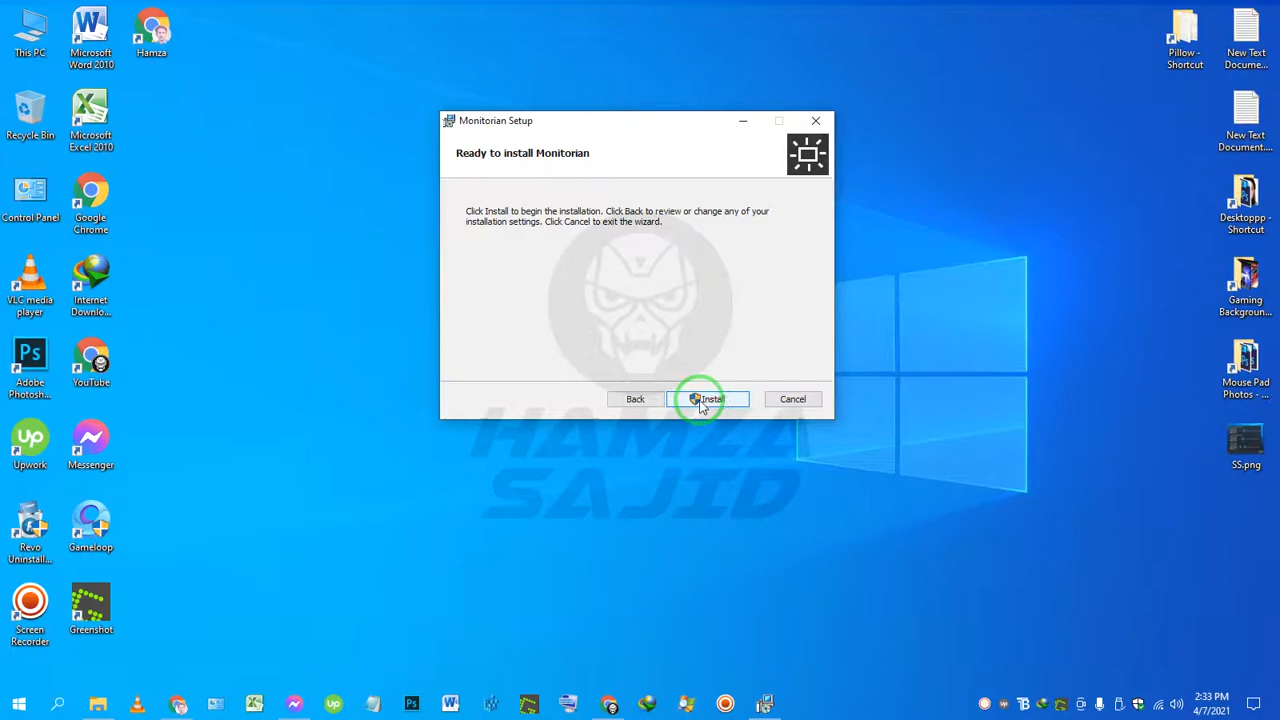 This PC
Microsoft
Word 2010
Hamza
Recycle Bin
Microsoft
Excel 2010
Control Panel
Google
Chrome
VLC media
player
Internet
Downlo...
Adobe
Photosh...
YouTube
Upwork
Messenger
Revo
Uninstall...
Gameloop
Screen
Recorder
Greenshot
Monitorian Setup
Ready to install Monitorian
Click Install to begin the installation. Click Back to review or change any of your
installation settings. Click Cancel to exit the wizard.
Back
Install
Cancel
HAMZA
SAJID
Pillow -
Shortcut
New Text
Docume...
New Text
Document....
Desktoppp -
Shortcut
Gaming
Backgroun...
Mouse Pad
Photos - ...
SS.png
2:33 PM
4/7/2021